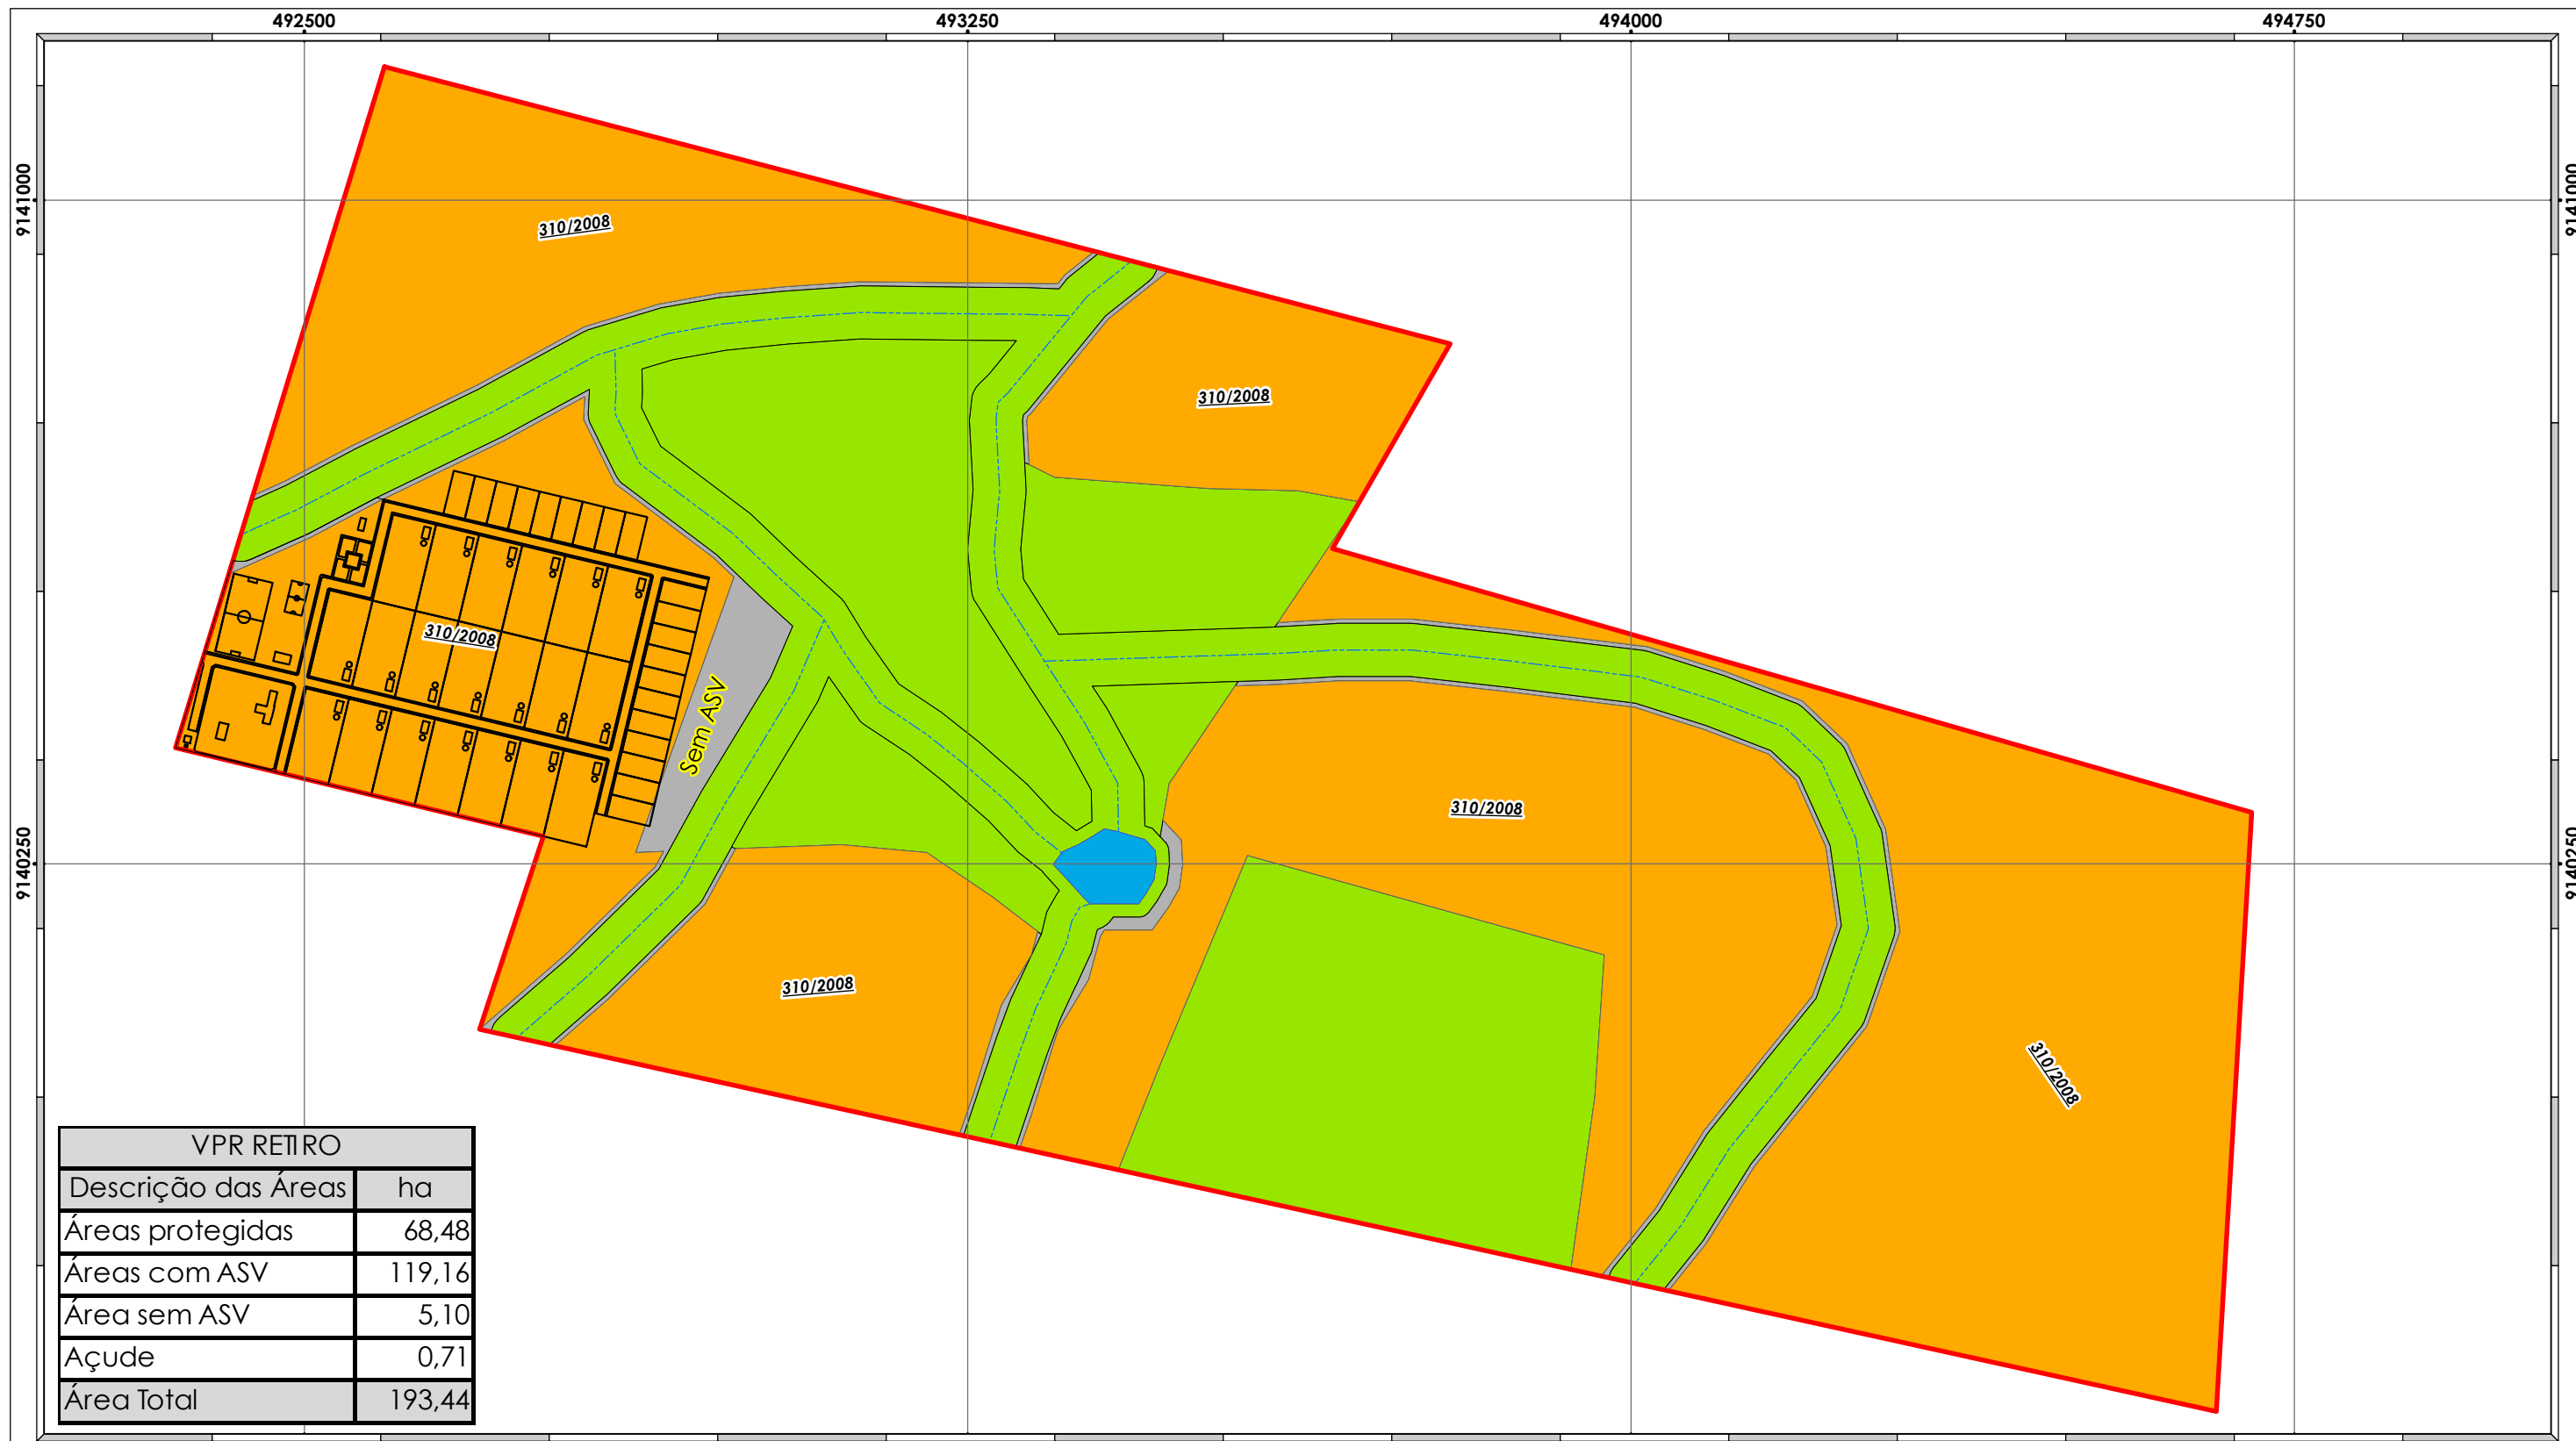 492500 493250 494000 494750
9141000 9141000
310/2008
310/2008
310/2008
Sem ASV
310/2008
9140250 9140250
310/2008
310/2008
VPR RETIRO
Descrição das Áreas ha
Áreas protegidas 68,48
Áreas com ASV 119,16
Área sem ASV 5,10
Açude 0,71
Área Total 193,44